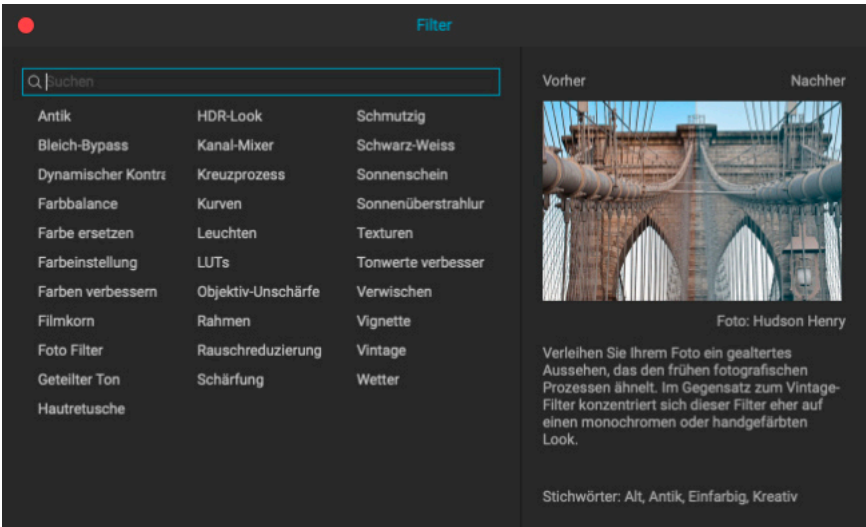 Filter
Suchen
Antik
Bleich-Bypass
Dynamischer Kontra
Farbbalance
Farbe ersetzen
Farbeinstellung
Farben verbessern
Filmkorn
Foto Filter
Geteilter Ton
Hautretusche
HDR-Look
Kanal-Mixer
Kreuzprozess
Kurven
Leuchten
LUTs
Objektiv-Unschärfe
Rahmen
Rauschreduzierung
Schärfung
Schmutzig
Schwarz-Weiss
Sonnenschein
Sonnenüberstrahlur
Texturen
Tonwerte verbesser
Verwischen
Vignette
Vintage
Wetter
Vorher
Nachher
Foto: Hudson Henry
Verleihen Sie Ihrem Foto ein gealtertes
Aussehen, das den frühen fotografischen
Prozessen ähnelt. Im Gegensatz zum Vintage-
Filter konzentriert sich dieser Filter eher auf
einen monochromen oder handgefärbten
Look.
Stichwörter: Alt, Antik, Einfarbig, Kreativ